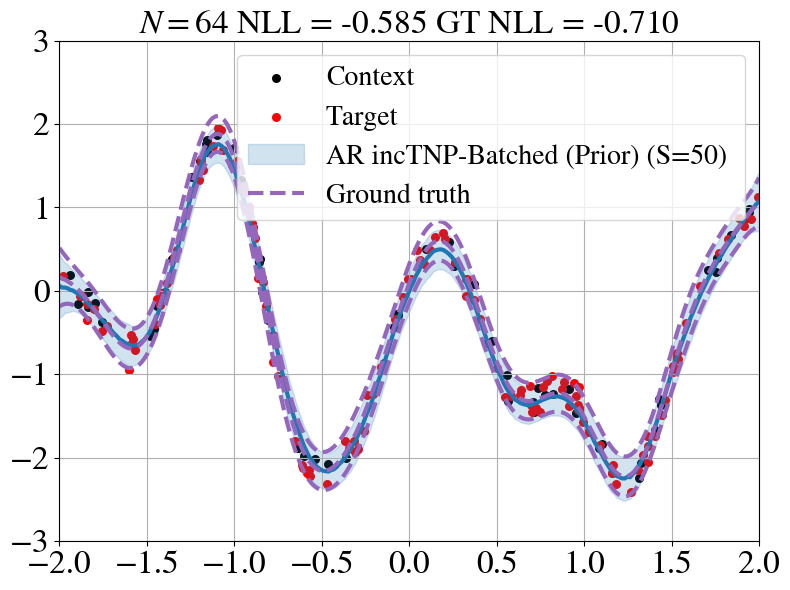 N = 64 NLL = -0.585 GT NLL = -0.710
Context
Target
AR incTNP-Batched (Prior) (S=50)
Ground truth
3
2
1
0
−1
−2
−3
−2.0 −1.5 −1.0 −0.5 0.0 0.5 1.0 1.5 2.0